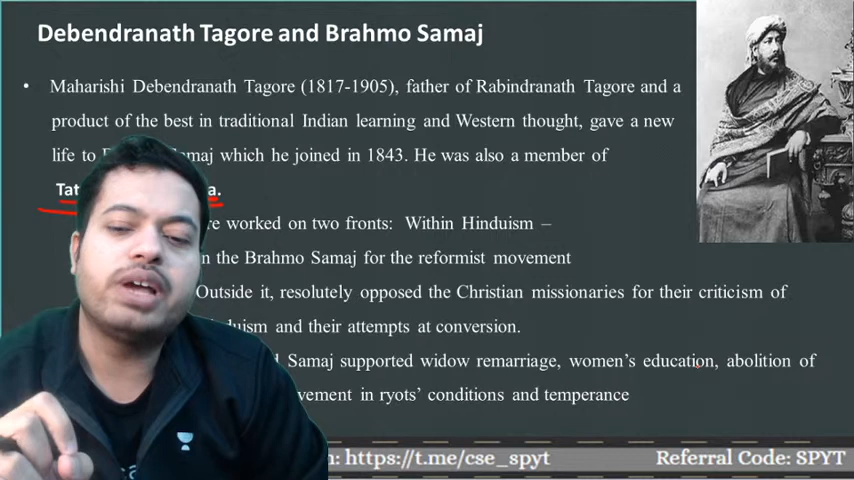 Debendranath Tagore and Brahmo Samaj
• Maharishi Debendranath Tagore (1817-1905), father of Rabindranath Tagore and a
product of the best in traditional Indian learning and Western thought, gave a new
life to Samaj which he joined in 1843. He was also a member of
worked on two fronts: Within Hinduism –
the Brahmo Samaj for the reformist movement
Outside it, resolutely opposed the Christian missionaries for their criticism of
and their attempts at conversion.
Samaj supported widow remarriage, women's education, abolition of
in ryots' conditions and temperance
https://t.me/cse_spyt
Referral Code: SPYT